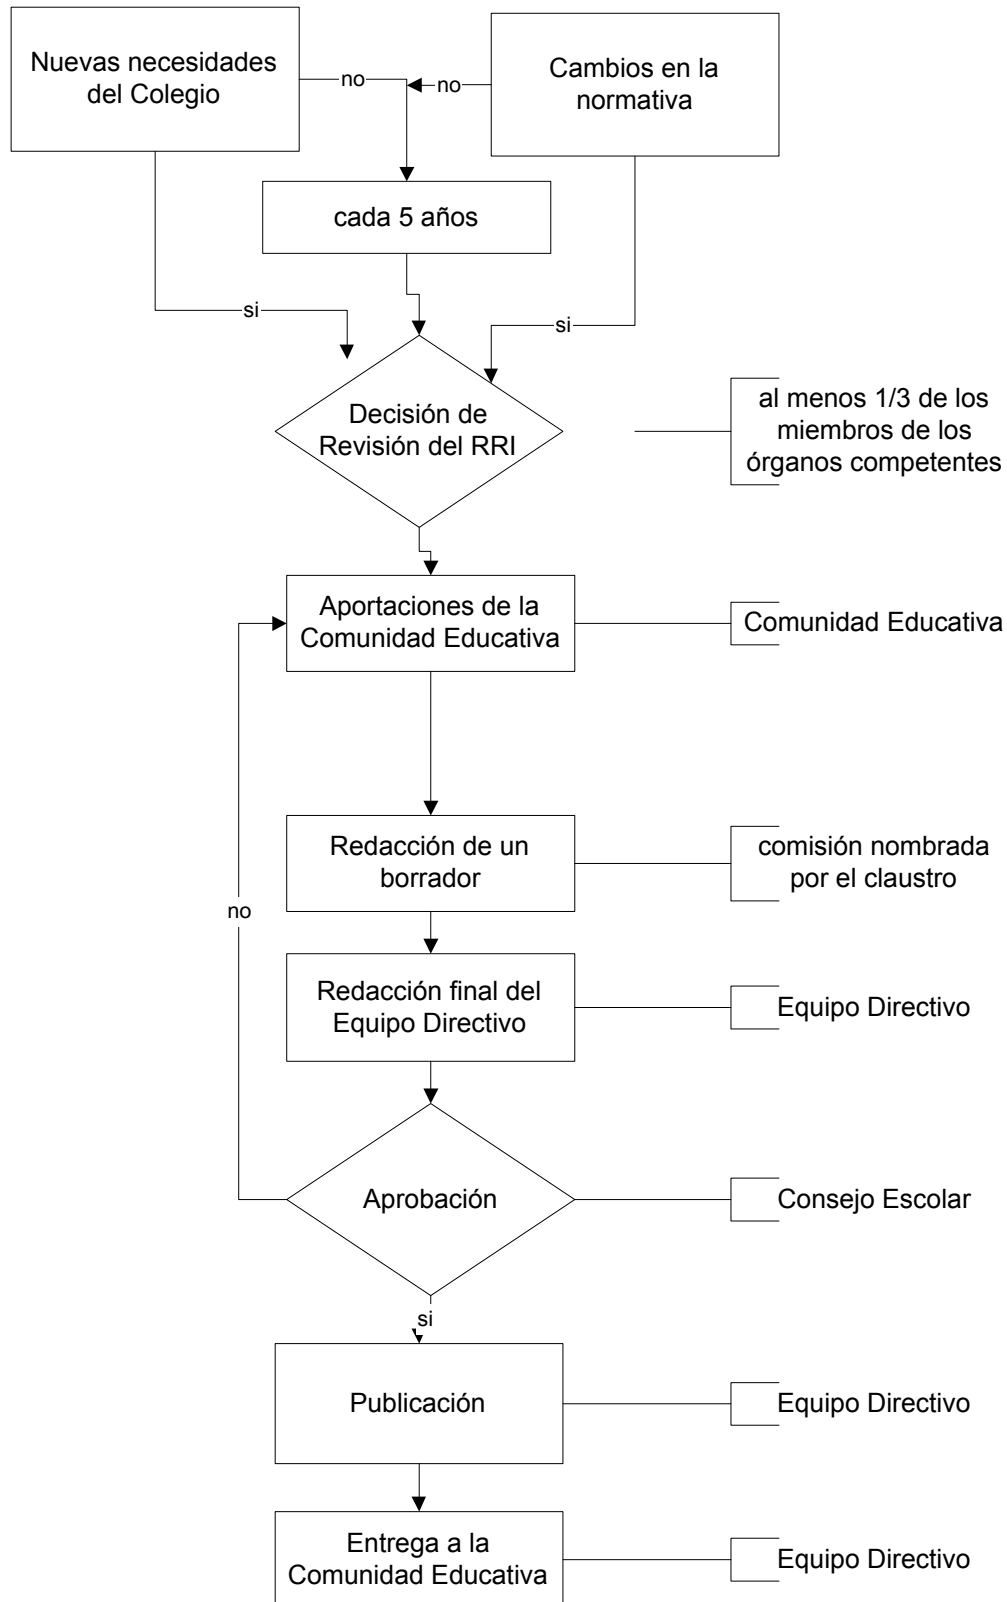 Nuevas necesidades
del Colegio
no
no
Cambios en la
normativa
cada 5 años
si
si
Decisión de
Revisión del RRI
al menos 1/3 de los
miembros de los
órganos competentes
Aportaciones de la
Comunidad Educativa
Comunidad Educativa
Redacción de un
borrador
comisión nombrada
por el claustro
no
Redacción final del
Equipo Directivo
Equipo Directivo
Aprobación
Consejo Escolar
si
Publicación
Equipo Directivo
Entrega a la
Comunidad Educativa
Equipo Directivo